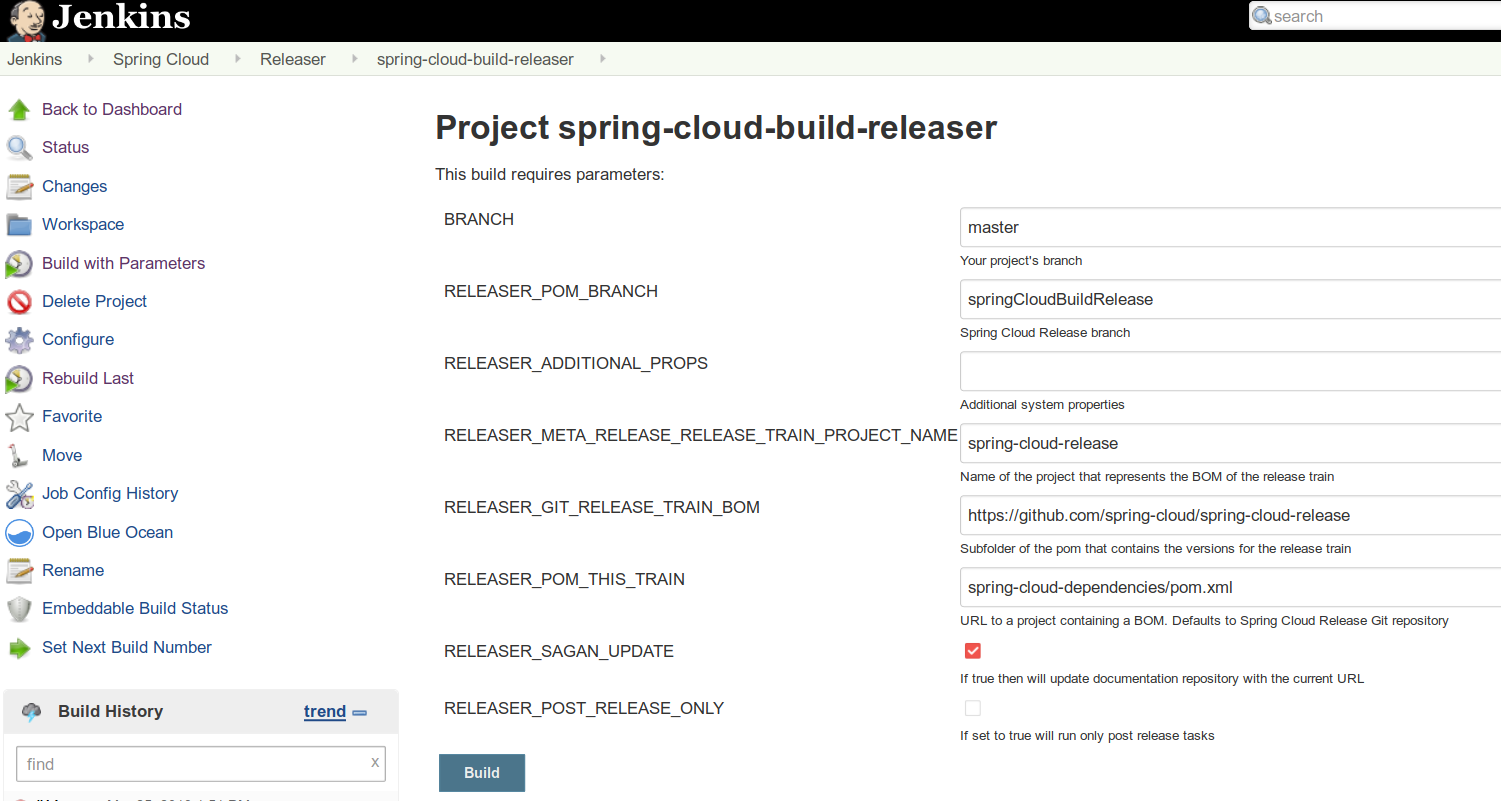 Jenkins
search
Jenkins Spring Cloud Releaser spring-cloud-build-releaser
Back to Dashboard
Status
Changes
Workspace
Build with Parameters
Delete Project
Configure
Rebuild Last
Favorite
Move
Job Config History
Open Blue Ocean
Rename
Embeddable Build Status
Set Next Build Number
Build History trend
find x
Project spring-cloud-build-releaser
This build requires parameters:
BRANCH
master
Your project's branch
RELEASER_POM_BRANCH
springCloudBuildRelease
Spring Cloud Release branch
RELEASER_ADDITIONAL_PROPS
Additional system properties
RELEASER_META_RELEASE_RELEASE_TRAIN_PROJECT_NAME
spring-cloud-release
Name of the project that represents the BOM of the release train
RELEASER_GIT_RELEASE_TRAIN_BOM
https://github.com/spring-cloud/spring-cloud-release
Subfolder of the pom that contains the versions for the release train
RELEASER_POM_THIS_TRAIN
spring-cloud-dependencies/pom.xml
URL to a project containing a BOM. Defaults to Spring Cloud Release Git repository
RELEASER_SAGAN_UPDATE
If true then will update documentation repository with the current URL
RELEASER_POST_RELEASE_ONLY
If set to true will run only post release tasks
Build